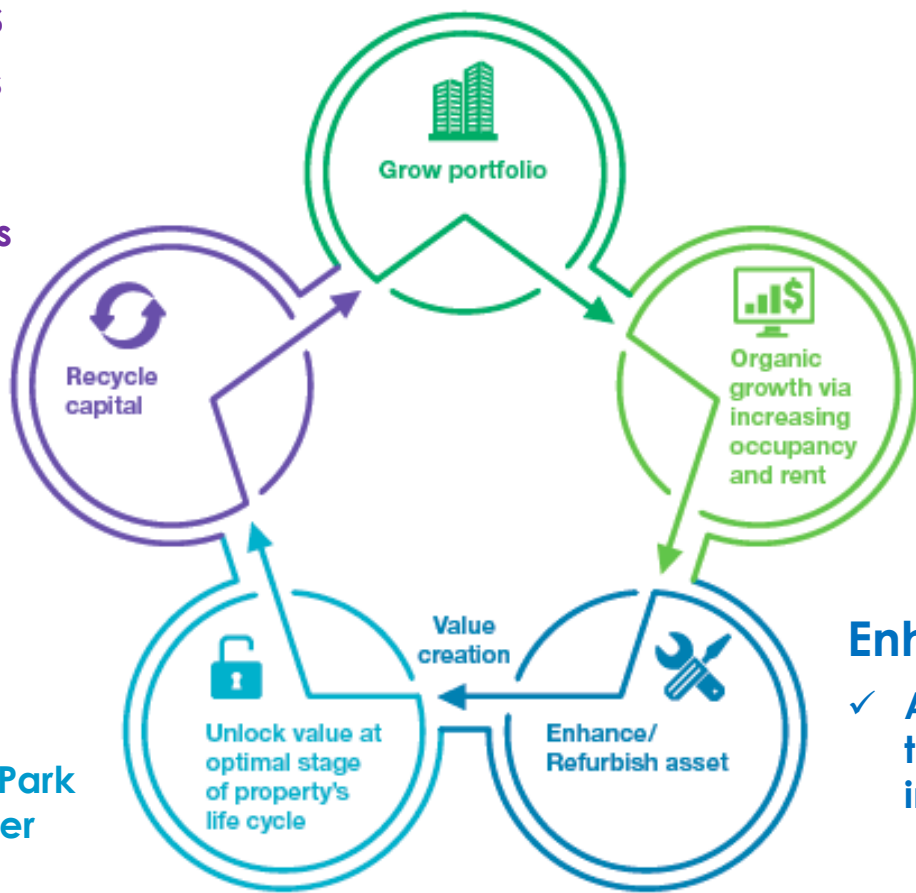 s
Grow portfolio
$
Organic
growth via
increasing
occupancy
and rent
Recycle
capital
Value
creation
Enhance/
Refurbish asset
Unlock value at
optimal stage
of property's
life cycle
Park
er
Enh
✓ A
t
in